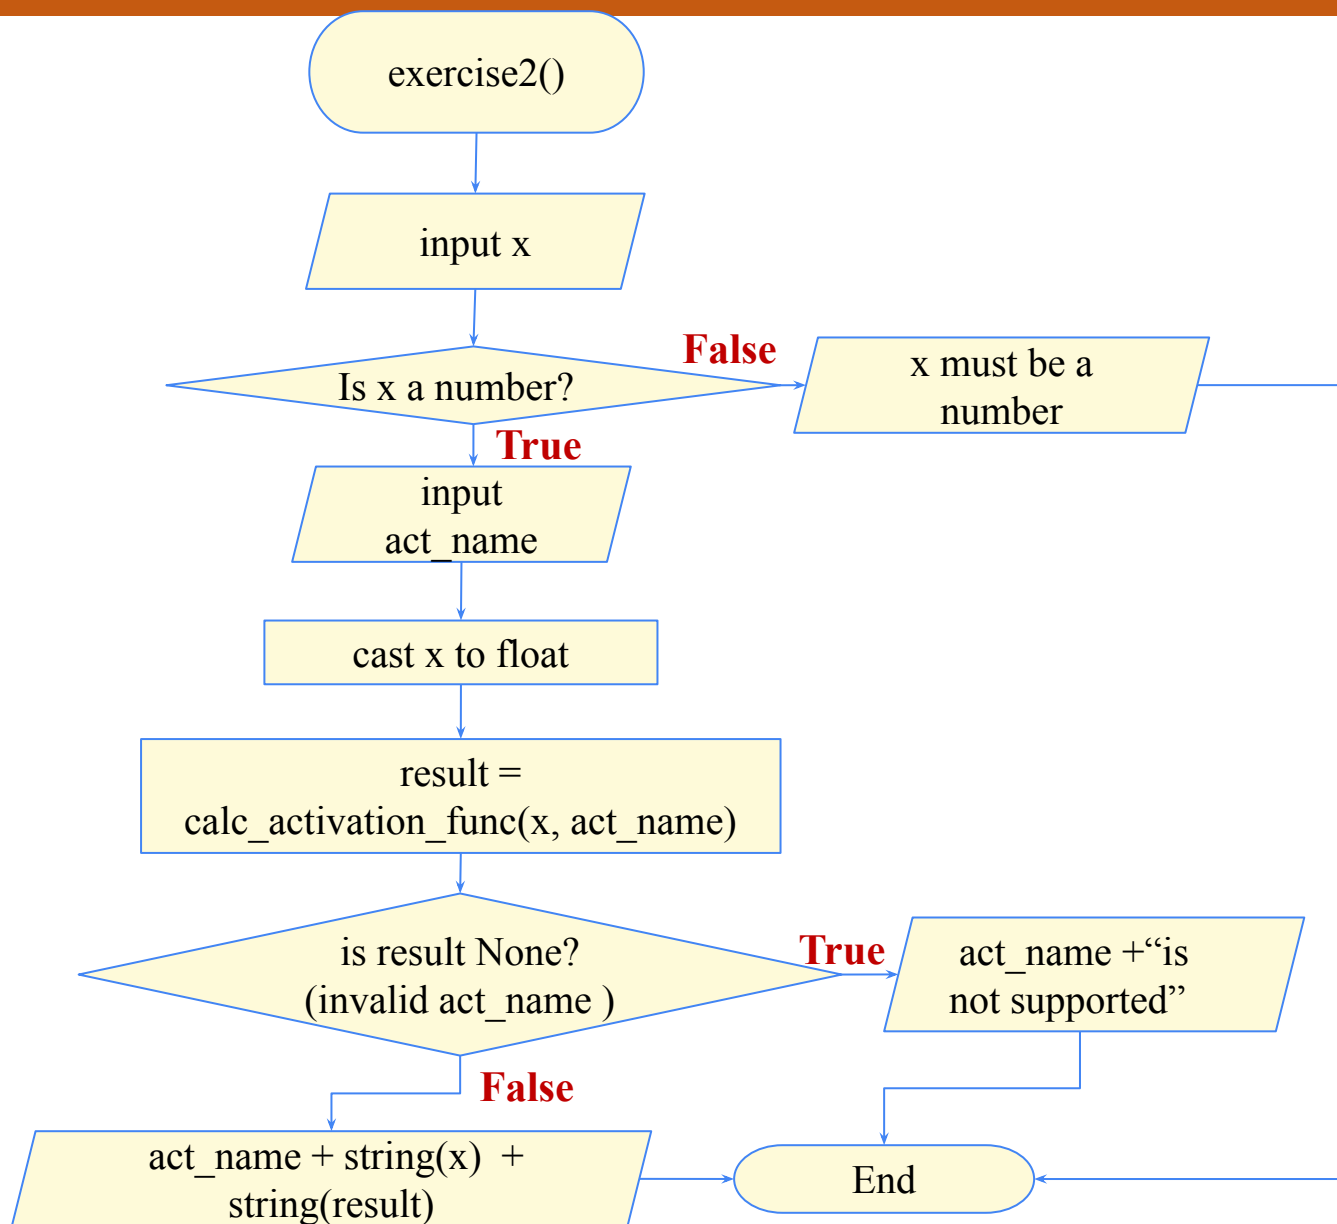 exercise2()
input x
False
Is x a number?
x must be a
number
True
input
act_name
cast x to float
result =
calc_activation_func(x, act_name)
is result None?
(invalid act_name )
True
act_name +“is
not supported”
False
act_name + string(x)  +
string(result)
End